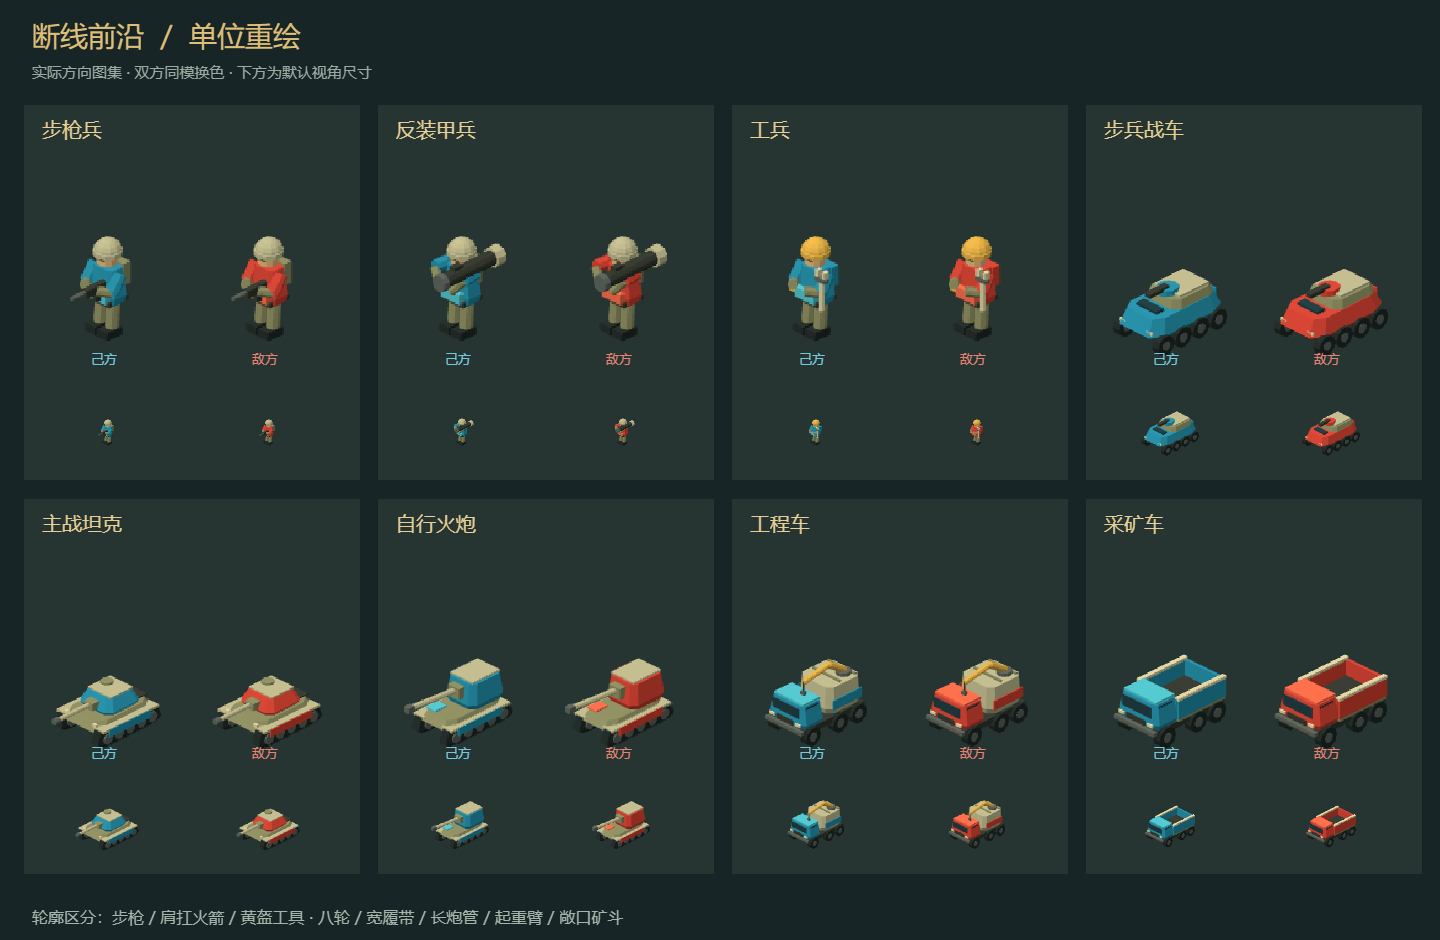 断线前沿 / 单位重绘
实际方向图集 · 双方同模换色 · 下方为默认视角尺寸
步枪兵
己方
敌方
反装甲兵
己方
敌方
工兵
己方
敌方
步兵战车
己方
敌方
主战坦克
己方
敌方
自行火炮
己方
敌方
工程车
己方
敌方
采矿车
己方
敌方
轮廓区分：步枪 / 肩扛火箭 / 黄盔工具 · 八轮 / 宽履带 / 长炮管 / 起重臂 / 敞口矿斗